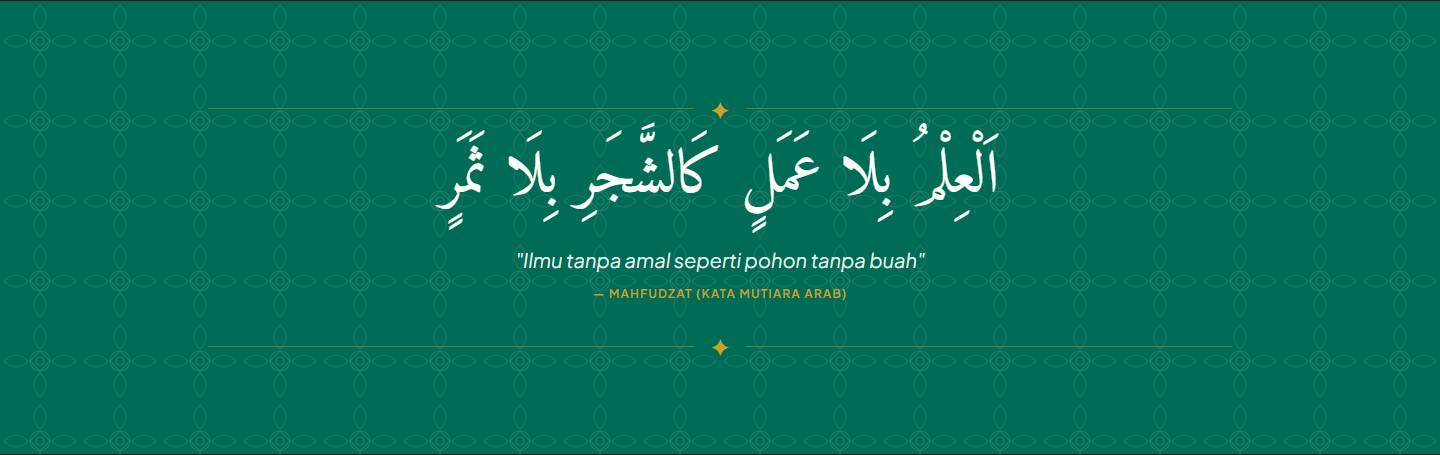 اَلْعِلْمُ بِلَا عَمَلٍ كَالشَّجَرِ بِلَا ثَمَرٍ
"Ilmu tanpa amal seperti pohon tanpa buah"
— MAHFUDZAT (KATA MUTIARA ARAB)